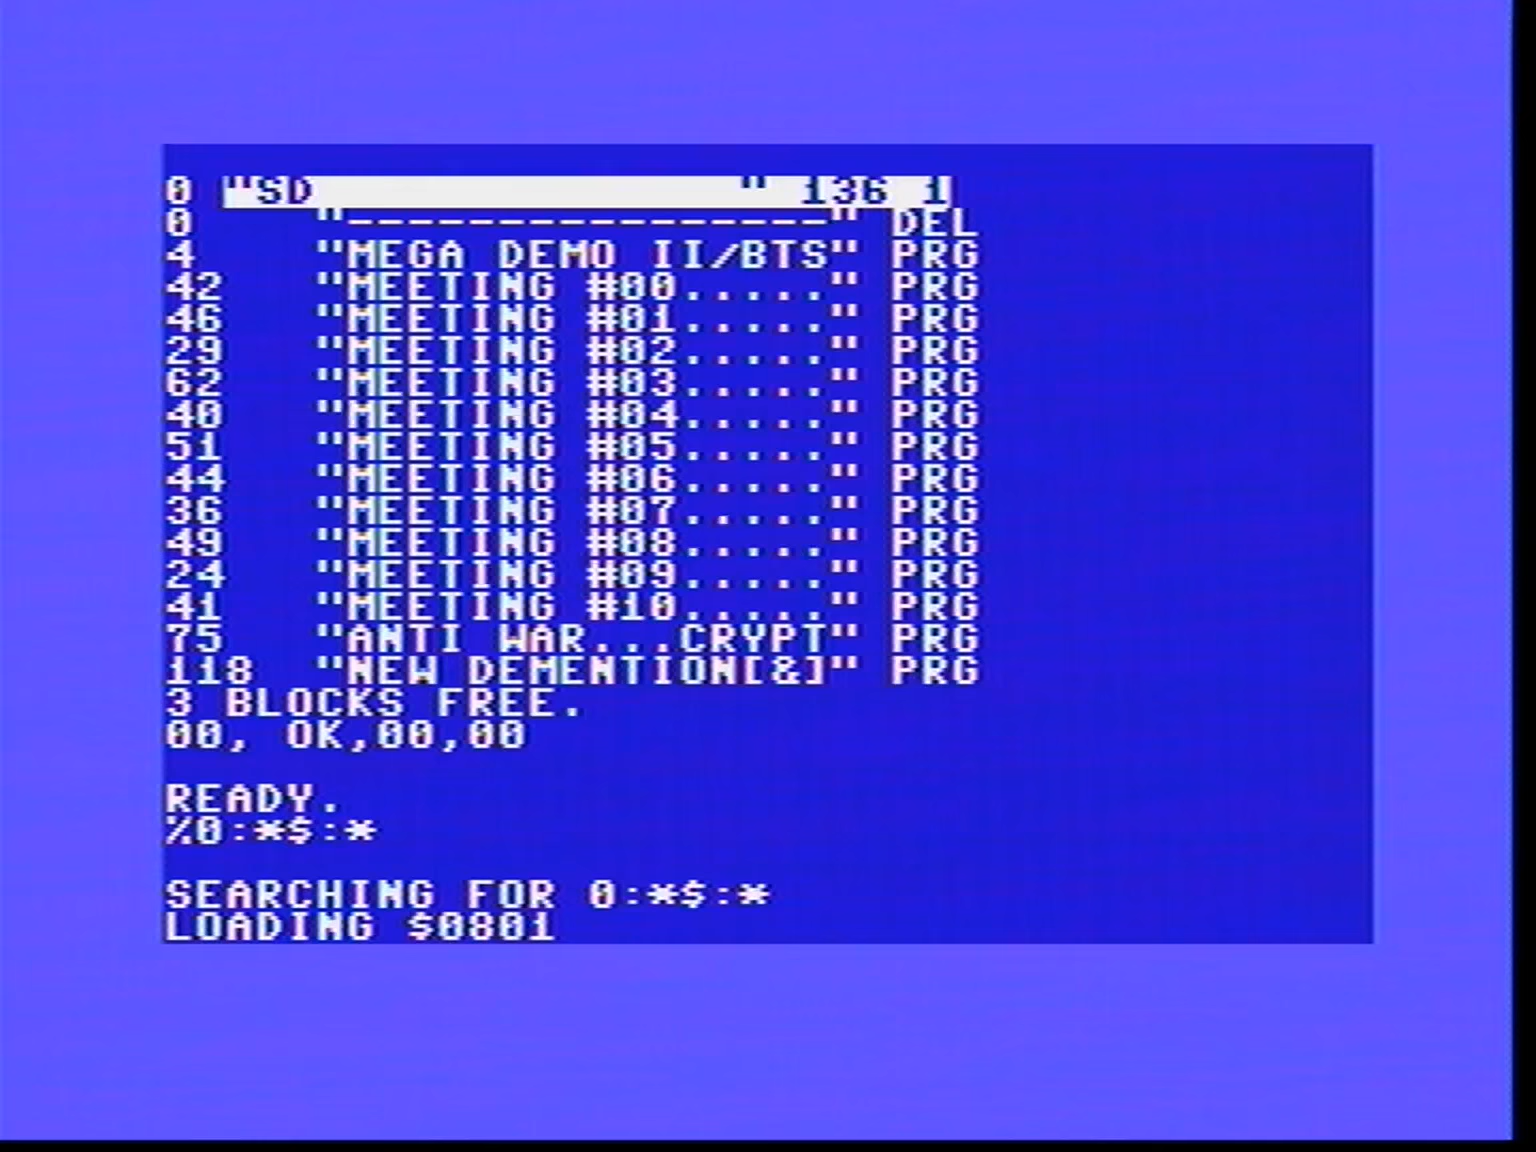 0 "SD              " 136 1
0    "----------------" DEL
4    "MEGA DEMO II/BTS" PRG
42   "MEETING #00....." PRG
46   "MEETING #01....." PRG
29   "MEETING #02....." PRG
62   "MEETING #03....." PRG
40   "MEETING #04....." PRG
51   "MEETING #05....." PRG
44   "MEETING #06....." PRG
36   "MEETING #07....." PRG
49   "MEETING #08....." PRG
24   "MEETING #09....." PRG
41   "MEETING #10....." PRG
75   "ANTI WAR...CRYPT" PRG
118  "NEW DEMENTION[&]" PRG
3 BLOCKS FREE.
00, OK,00,00
READY.
%0:*$:*
SEARCHING FOR 0:*$:*
LOADING $0801